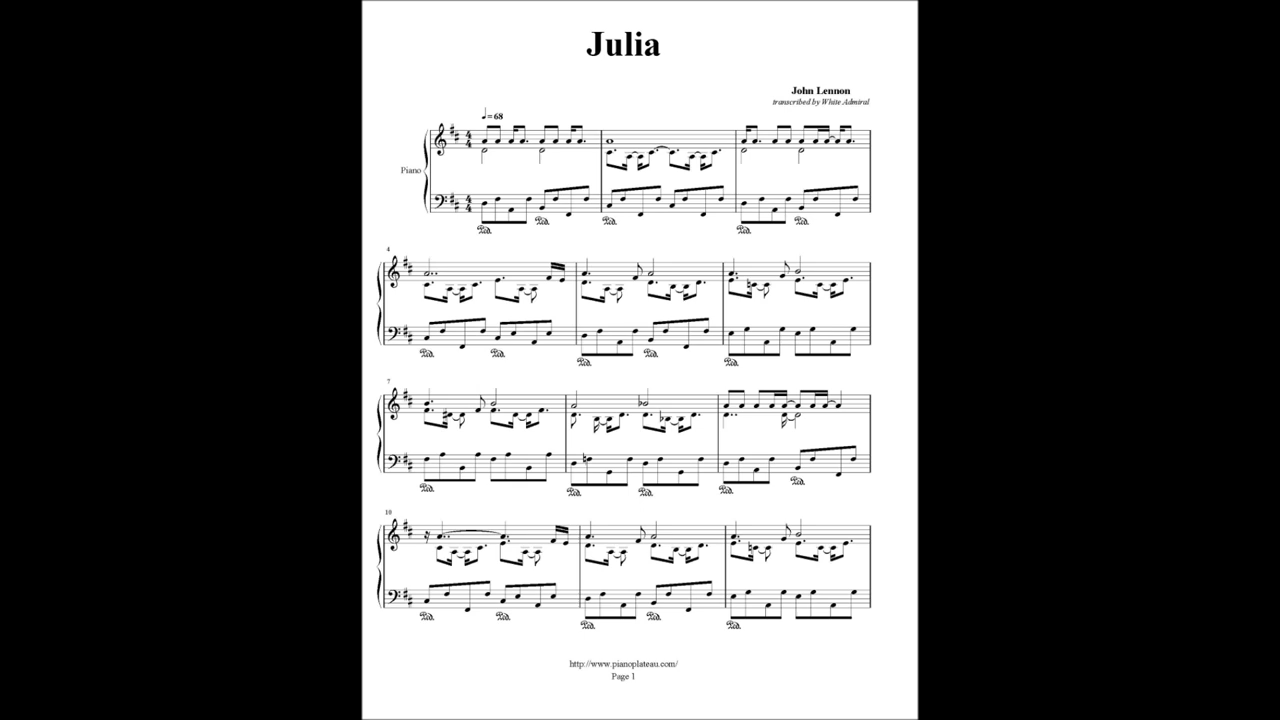 Julia
John Lennon
transcribed by White Admiral
♩= 68
Piano
4
7
10
http://www.pianoplateau.com/
Page 1